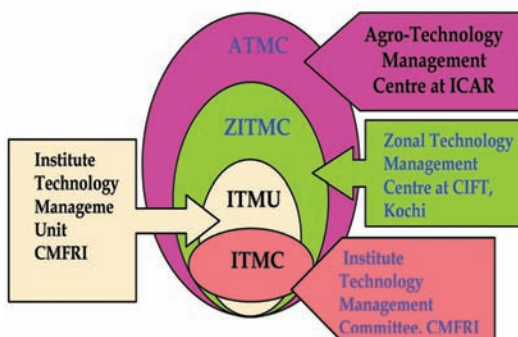 ATMC
Agro-Technology
Management
Centre at ICAR
ZITMC
Zonal Technology
Management
Centre at CIFT,
Kochi
Institute
Technology
Manageme
Unit
CMFRI
ITMU
ITMC
Institute
Technology
Management
Committee, CMFRI